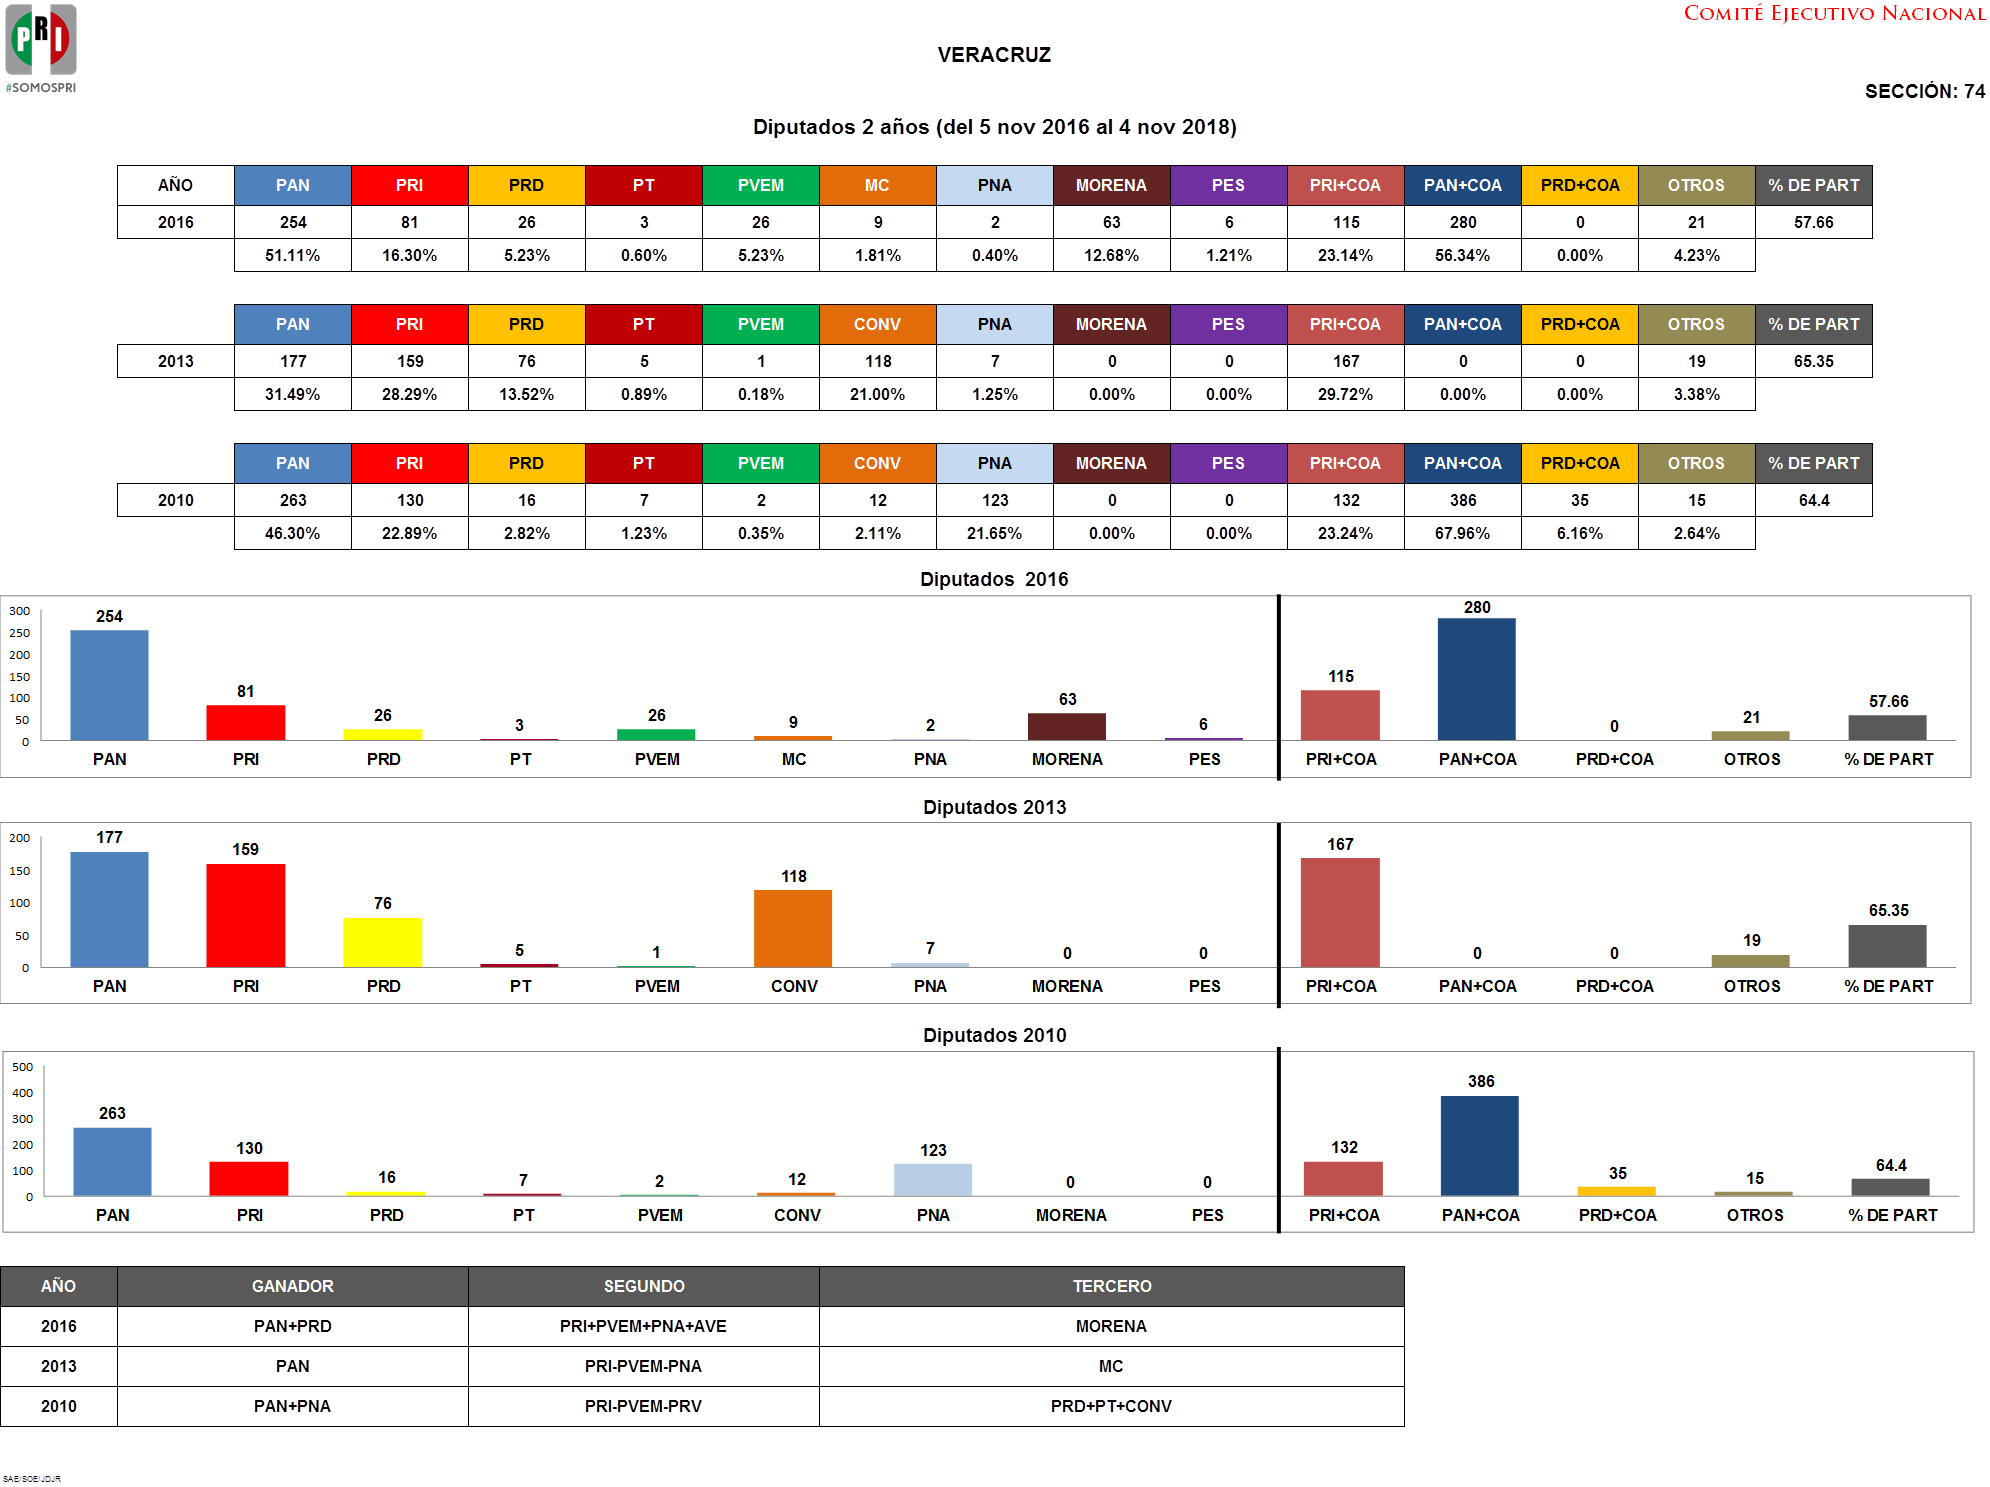 PRI
#SOMOSPRI
COMITÉ EJECUTIVO NACIONAL
VERACRUZ
SECCIÓN: 74
Diputados 2 años (del 5 nov 2016 al 4 nov 2018)
AÑO PAN PRI PRD PT PVEM MC PNA MORENA PES PRI+COA PAN+COA PRD+COA OTROS % DE PART
2016 254 81 26 3 26 9 2 63 6 115 280 0 21 57.66
51.11% 16.30% 5.23% 0.60% 5.23% 1.81% 0.40% 12.68% 1.21% 23.14% 56.34% 0.00% 4.23%
PAN PRI PRD PT PVEM CONV PNA MORENA PES PRI+COA PAN+COA PRD+COA OTROS % DE PART
2013 177 159 76 5 1 118 7 0 0 167 0 0 19 65.35
31.49% 28.29% 13.52% 0.89% 0.18% 21.00% 1.25% 0.00% 0.00% 29.72% 0.00% 0.00% 3.38%
PAN PRI PRD PT PVEM CONV PNA MORENA PES PRI+COA PAN+COA PRD+COA OTROS % DE PART
2010 263 130 16 7 2 12 123 0 0 132 386 35 15 64.4
46.30% 22.89% 2.82% 1.23% 0.35% 2.11% 21.65% 0.00% 0.00% 23.24% 67.96% 6.16% 2.64%
Diputados 2016
300
250
200
150
100
50
0
254 81 26 3 26 9 2 63 6 115 280 0 21 57.66
PAN PRI PRD PT PVEM MC PNA MORENA PES PRI+COA PAN+COA PRD+COA OTROS % DE PART
Diputados 2013
200
150
100
50
0
177 159 76 5 1 118 7 0 0 167 0 0 19 65.35
PAN PRI PRD PT PVEM CONV PNA MORENA PES PRI+COA PAN+COA PRD+COA OTROS % DE PART
Diputados 2010
500
400
300
200
100
0
263 130 16 7 2 12 123 0 0 132 386 35 15 64.4
PAN PRI PRD PT PVEM CONV PNA MORENA PES PRI+COA PAN+COA PRD+COA OTROS % DE PART
AÑO GANADOR SEGUNDO TERCERO
2016 PAN+PRD PRI+PVEM+PNA+AVE MORENA
2013 PAN PRI-PVEM-PNA MC
2010 PAN+PNA PRI-PVEM-PRV PRD+PT+CONV
SAE/SOE/JDJR